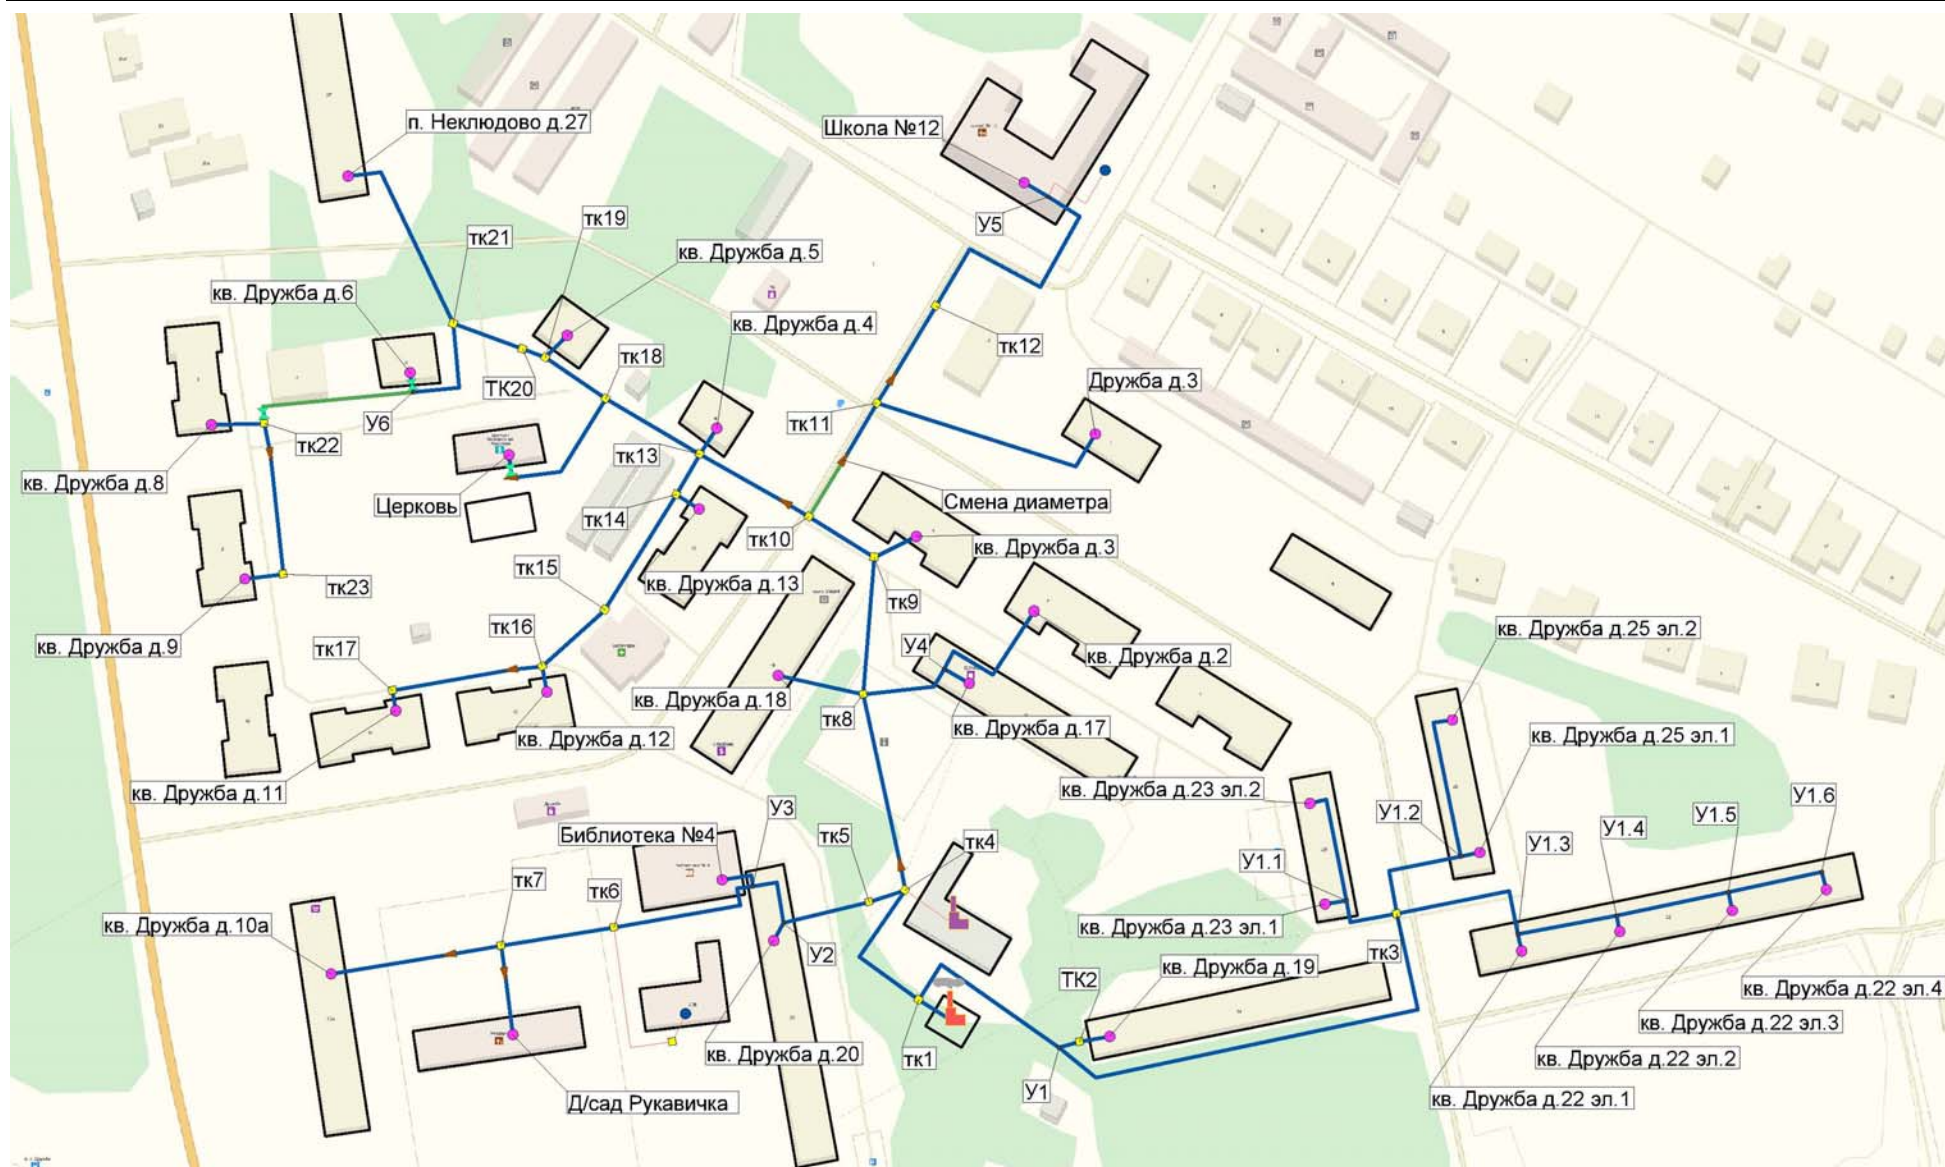 п. Неклюдово д.27
Школа №12
тк19
У5
тк21
кв. Дружба д.5
кв. Дружба д.6
кв. Дружба д.4
тк18
тк12
ТК20
Дружба д.3
У6
тк11
тк22
тк13
кв. Дружба д.8
Церковь
Смена диаметра
тк14
тк10
кв. Дружба д.3
тк15
кв. Дружба д.13
тк23
тк9
тк16
кв. Дружба д.25 эл.2
кв. Дружба д.9
тк17
У4
кв. Дружба д.2
кв. Дружба д.18
тк8
кв. Дружба д.17
кв. Дружба д.12
кв. Дружба д.25 эл.1
кв. Дружба д.11
кв. Дружба д.23 эл.2
У1.6
У3
У1.2
У1.5
У1.4
Библиотека №4
тк5
тк4
У1.3
У1.1
тк7
тк6
кв. Дружба д.10а
кв. Дружба д.23 эл.1
У2
тк3
ТК2
кв. Дружба д.19
кв. Дружба д.22 эл.4
кв. Дружба д.22 эл.3
кв. Дружба д.20
тк1
кв. Дружба д.22 эл.2
У1
кв. Дружба д.22 эл.1
Д/сад Рукавичка